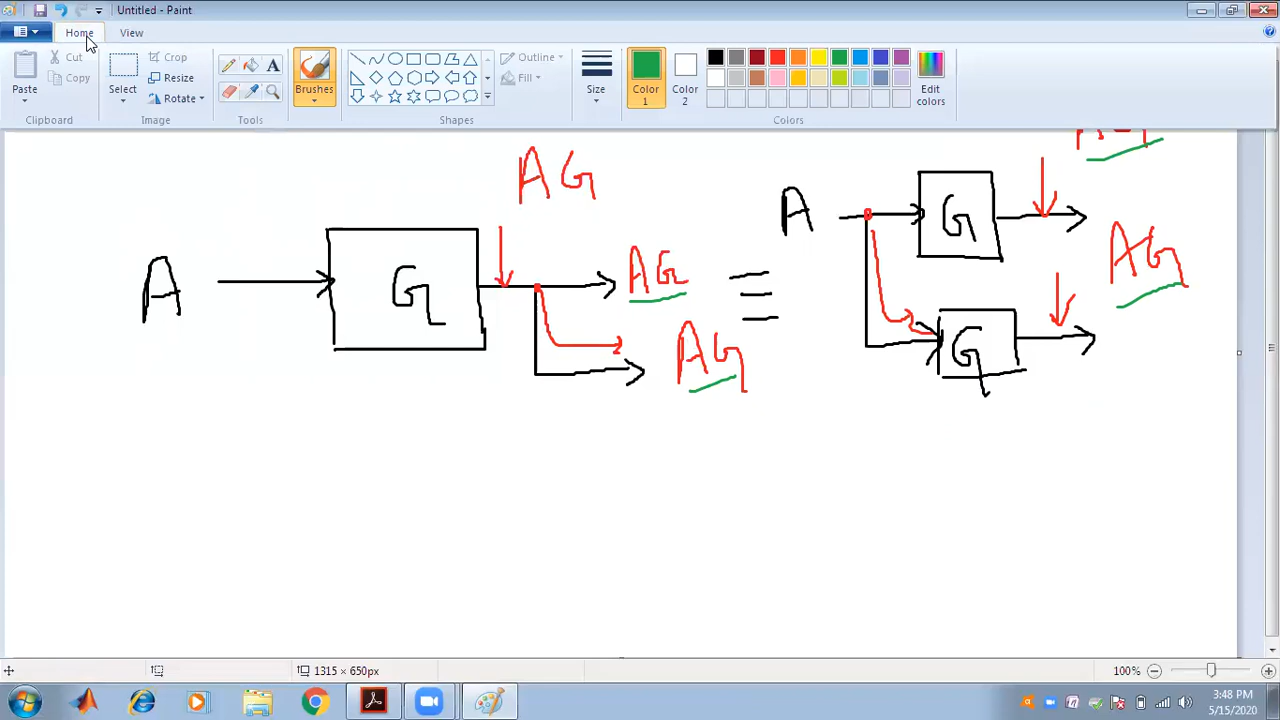 Untitled - Paint
Home View
Paste
Cut
Copy
Clipboard
Select
Crop
Resize
Rotate
Image
Tools
Brushes
Shapes
Outline
Fill
Size
Color 1
Color 2
Colors
Edit colors
AG
AG
A
G
AG
AG
≡
A
G
AG
G
1315 × 650px
100%
3:48 PM
5/15/2020